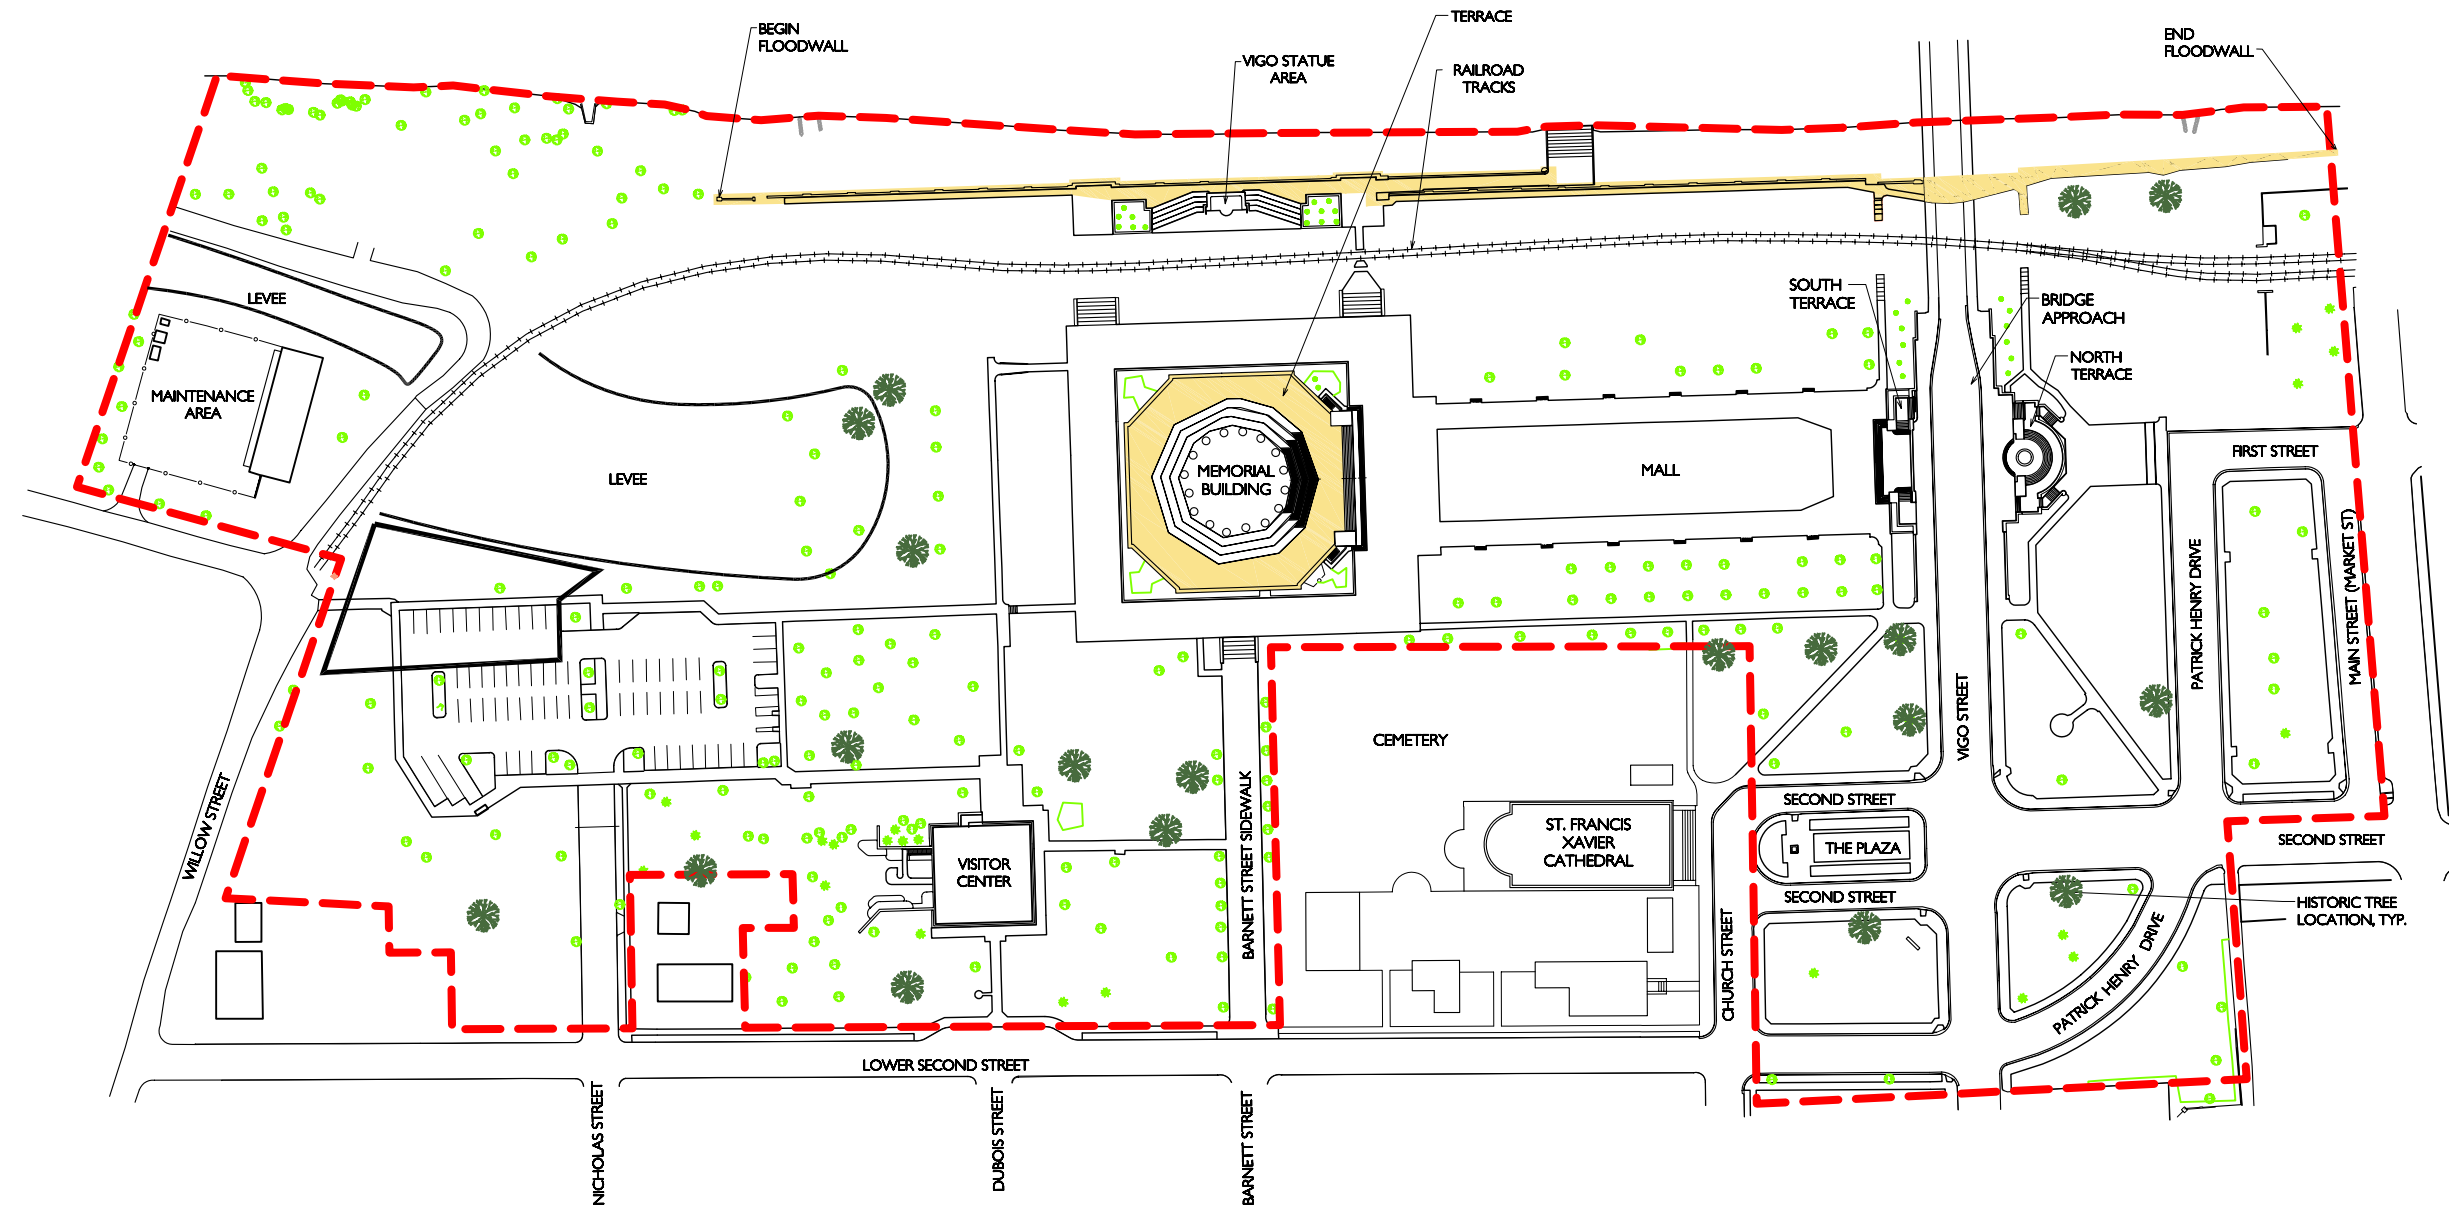 TERRACE
BEGIN
FLOODWALL
VIGO STATUE
AREA
RAILROAD
TRACKS
END
FLOODWALL
LEVEE
SOUTH
TERRACE
BRIDGE
APPROACH
NORTH
TERRACE
MAINTENANCE
AREA
LEVEE
MEMORIAL
BUILDING
MALL
FIRST STREET
PATRICK HENRY DRIVE
MAIN STREET (MARKET ST)
VIGO STREET
CEMETERY
WILLOW STREET
BARNETT STREET SIDEWALK
SECOND STREET
ST. FRANCIS
XAVIER
CATHEDRAL
THE PLAZA
SECOND STREET
VISITOR
CENTER
SECOND STREET
HISTORIC TREE
LOCATION, TYP.
CHURCH STREET
PATRICK HENRY DRIVE
LOWER SECOND STREET
NICHOLAS STREET
DUBOIS STREET
BARNETT STREET